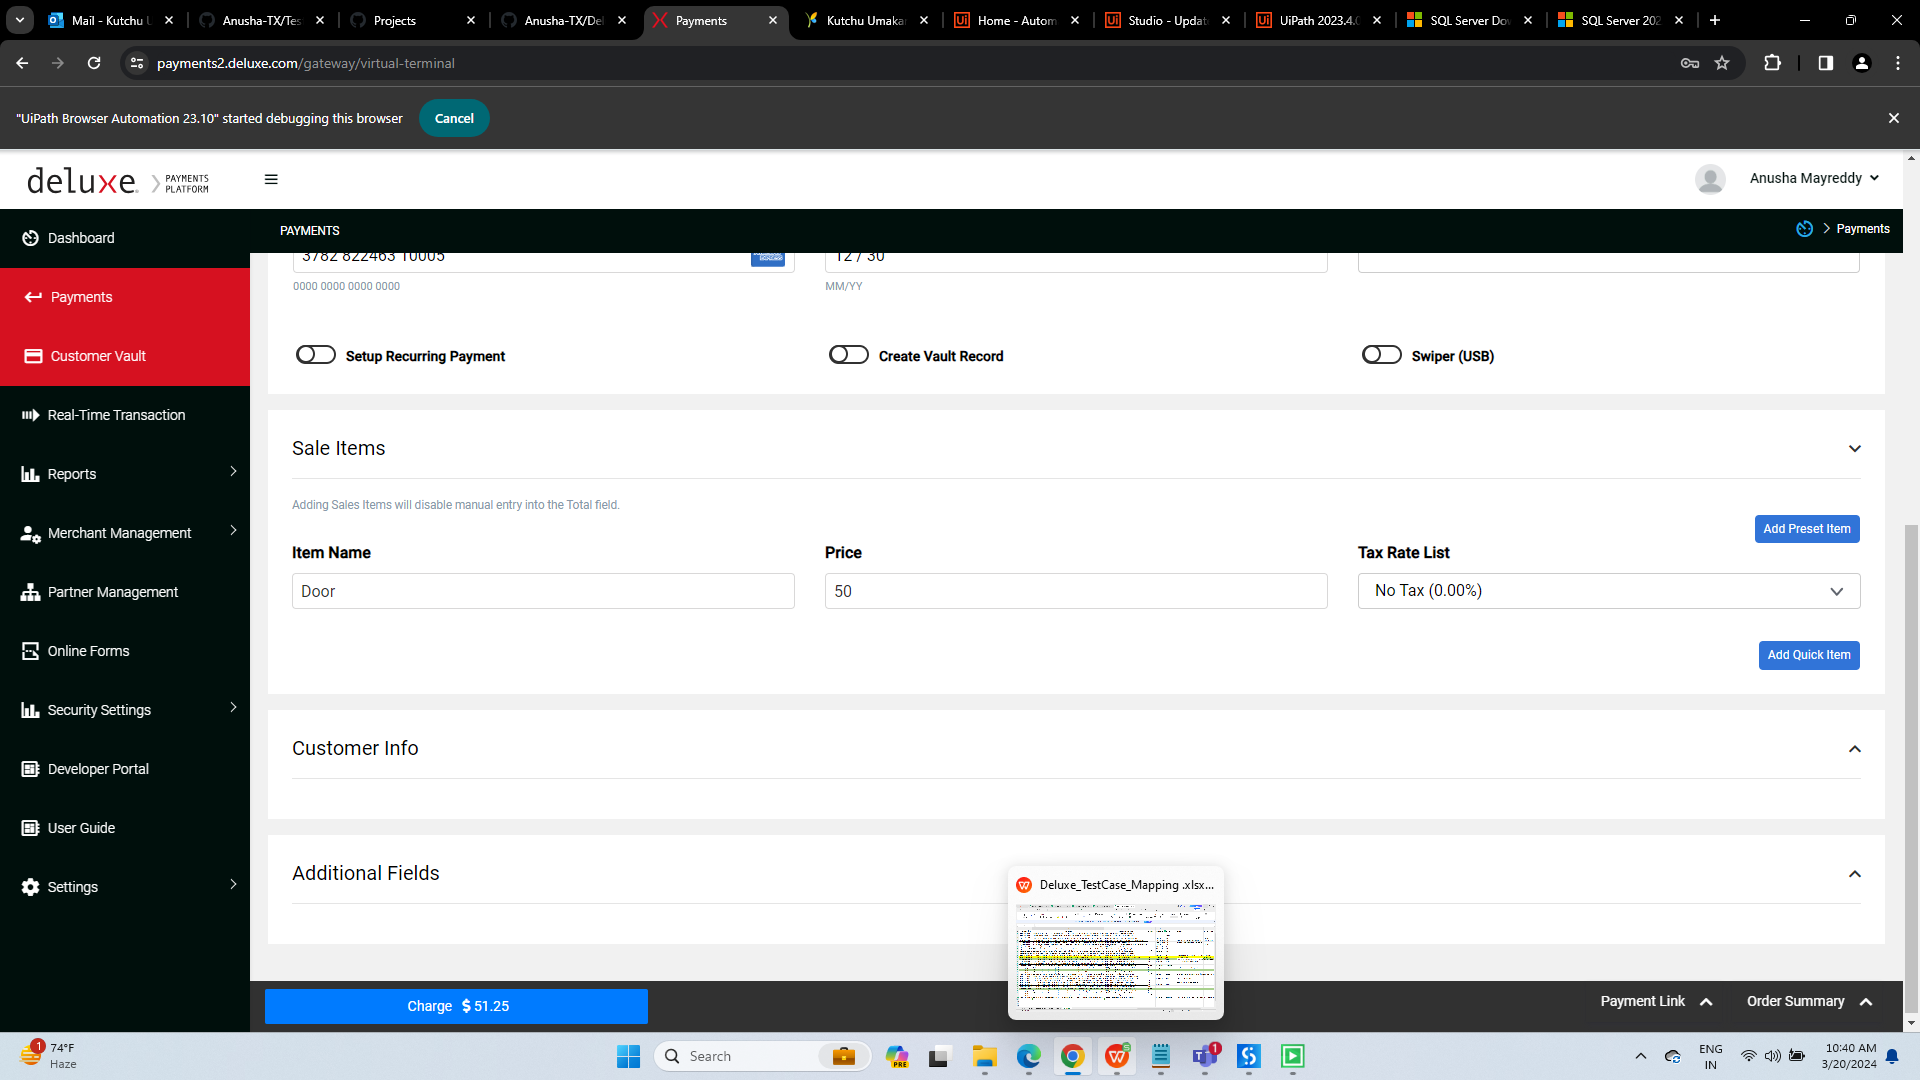 Mail - Kutchu U
Anusha-TX/Tes
Projects
Anusha-TX/Del
Payments
Kutchu Umakan
Home - Autom
Studio - Updat
UiPath 2023.4.0
SQL Server Dow
SQL Server 202
payments2.deluxe.com/gateway/virtual-terminal
"UiPath Browser Automation 23.10" started debugging this browser
Cancel
deluxe. PAYMENTS PLATFORM
Anusha Mayreddy
PAYMENTS
Payments
Dashboard
Payments
Customer Vault
Real-Time Transaction
Reports
Merchant Management
Partner Management
Online Forms
Security Settings
Developer Portal
User Guide
Settings
3782 822463 10005
12 / 30
0000 0000 0000 0000
MM/YY
Setup Recurring Payment
Create Vault Record
Swiper (USB)
Sale Items
Adding Sales Items will disable manual entry into the Total field.
Add Preset Item
Item Name
Price
Tax Rate List
Door
50
No Tax (0.00%)
Add Quick Item
Customer Info
Additional Fields
Deluxe_TestCase_Mapping .xlsx...
Charge $ 51.25
Payment Link
Order Summary
1
74°F
Haze
Search
PRE
1
ENG
IN
10:40 AM
3/20/2024